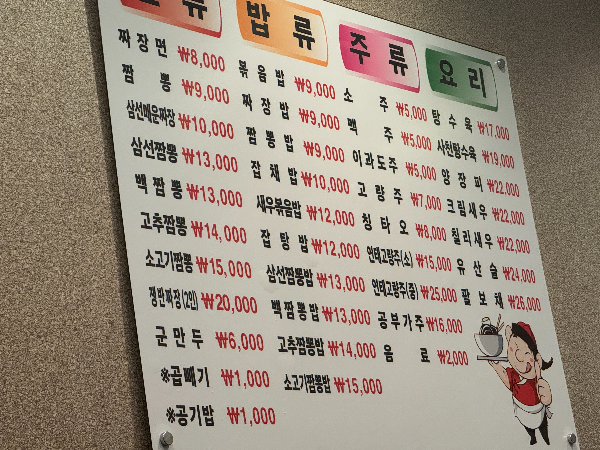 류
짜장면 ₩8,000
짬뽕 ₩9,000
삼선매운짜장 ₩10,000
삼선짬뽕 ₩13,000
백짬뽕 ₩13,000
고추짬뽕 ₩14,000
소고기짬뽕 ₩15,000
쟁반짜장(2인) ₩20,000
군만두 ₩6,000
※곱빼기 ₩1,000
※공기밥 ₩1,000
밥류
볶음밥 ₩9,000
짜장밥 ₩9,000
짬뽕밥 ₩9,000
잡채밥 ₩10,000
새우볶음밥 ₩12,000
잡탕밥 ₩12,000
삼선짬뽕밥 ₩13,000
백짬뽕밥 ₩13,000
고추짬뽕밥 ₩14,000
소고기짬뽕밥 ₩15,000
주류
소주 ₩5,000
맥주 ₩5,000
이과도주 ₩5,000
고량주 ₩7,000
칭타오 ₩8,000
연태고량주(소) ₩15,000
연태고량주(중) ₩25,000
공부가주 ₩16,000
음료 ₩2,000
요리
탕수육 ₩17,000
사천탕수육 ₩19,000
양장피 ₩22,000
크림새우 ₩22,000
칠리새우 ₩22,000
유산슬 ₩24,000
팔보채 ₩26,000